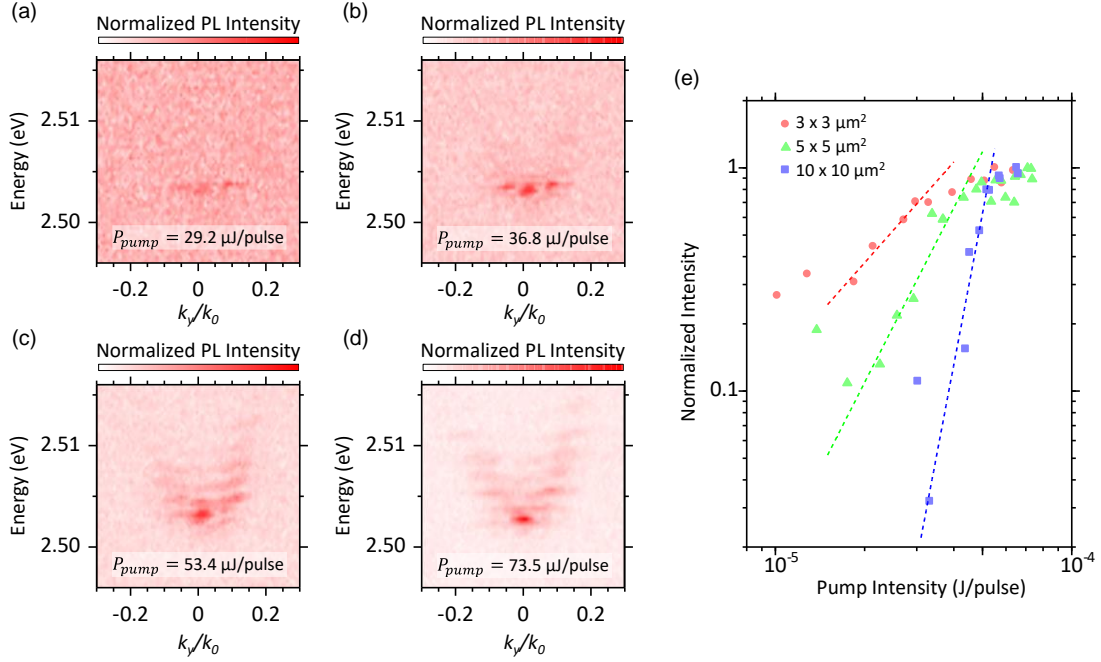 (a)
Normalized PL Intensity
Energy (eV)
2.51
2.50
P_pump = 29.2 µJ/pulse
-0.2
0
0.2
k_y/k_0
(b)
Normalized PL Intensity
Energy (eV)
2.51
2.50
P_pump = 36.8 µJ/pulse
-0.2
0
0.2
k_y/k_0
(c)
Normalized PL Intensity
Energy (eV)
2.51
2.50
P_pump = 53.4 µJ/pulse
-0.2
0
0.2
k_y/k_0
(d)
Normalized PL Intensity
Energy (eV)
2.51
2.50
P_pump = 73.5 µJ/pulse
-0.2
0
0.2
k_y/k_0
(e)
3 x 3 µm²
5 x 5 µm²
10 x 10 µm²
Normalized Intensity
1
0.1
10⁻⁵
10⁻⁴
Pump Intensity (J/pulse)